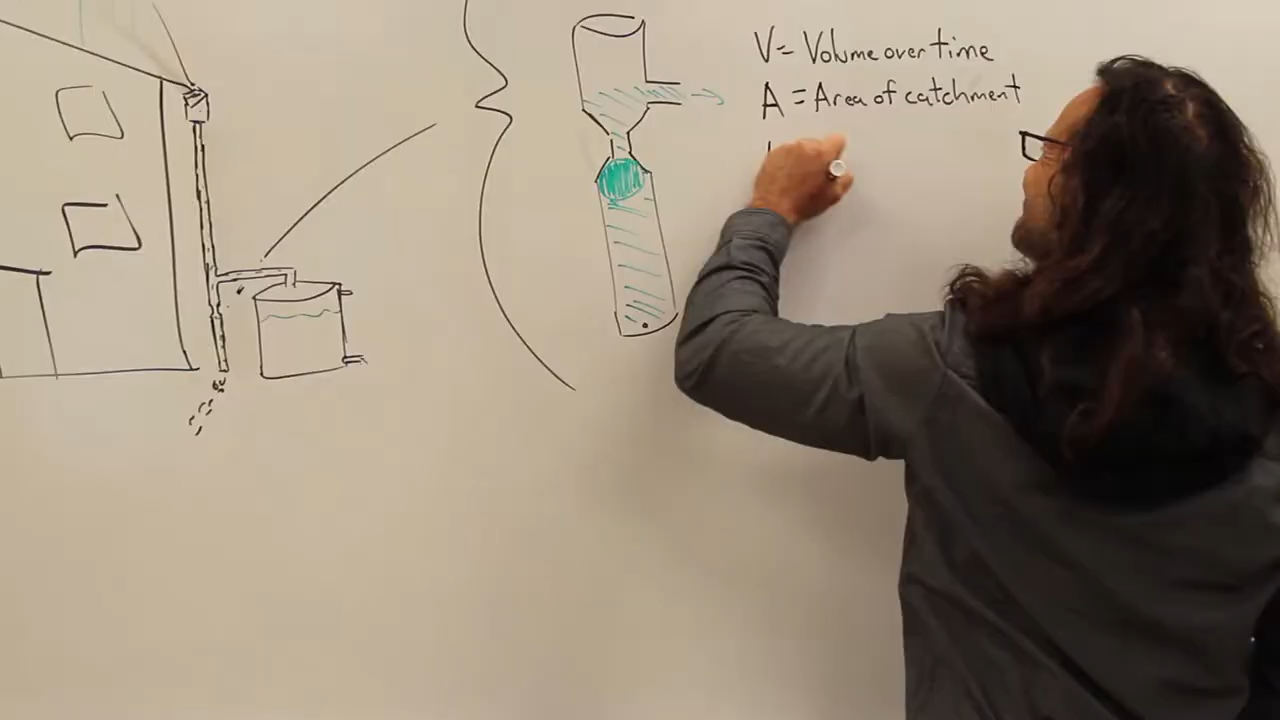 V = Volume over time
A = Area of catchment